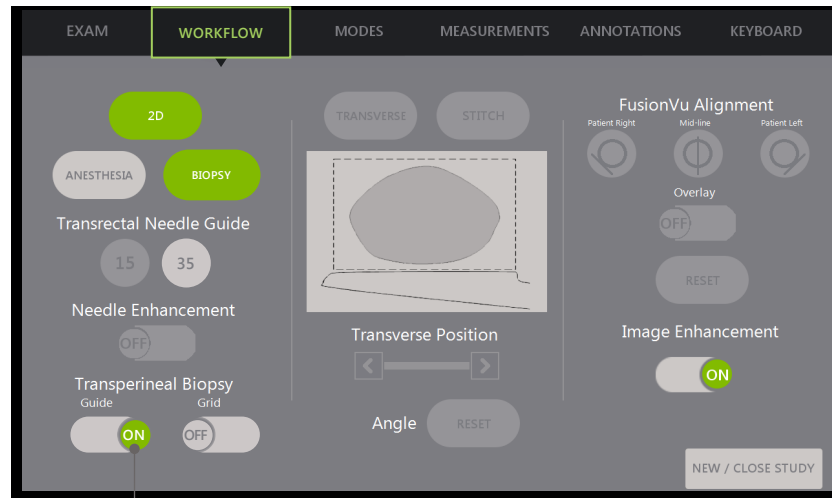 EXAM
WORKFLOW
MODES
MEASUREMENTS
ANNOTATIONS
KEYBOARD
2D
ANESTHESIA
BIOPSY
Transrectal Needle Guide
15
35
Needle Enhancement
OFF
Transperineal Biopsy
Guide
Grid
ON
OFF
TRANSVERSE
STITCH
Transverse Position
<
>
Angle
RESET
FusionVu Alignment
Patient Right
Mid-line
Patient Left
Overlay
OFF
RESET
Image Enhancement
ON
NEW / CLOSE STUDY